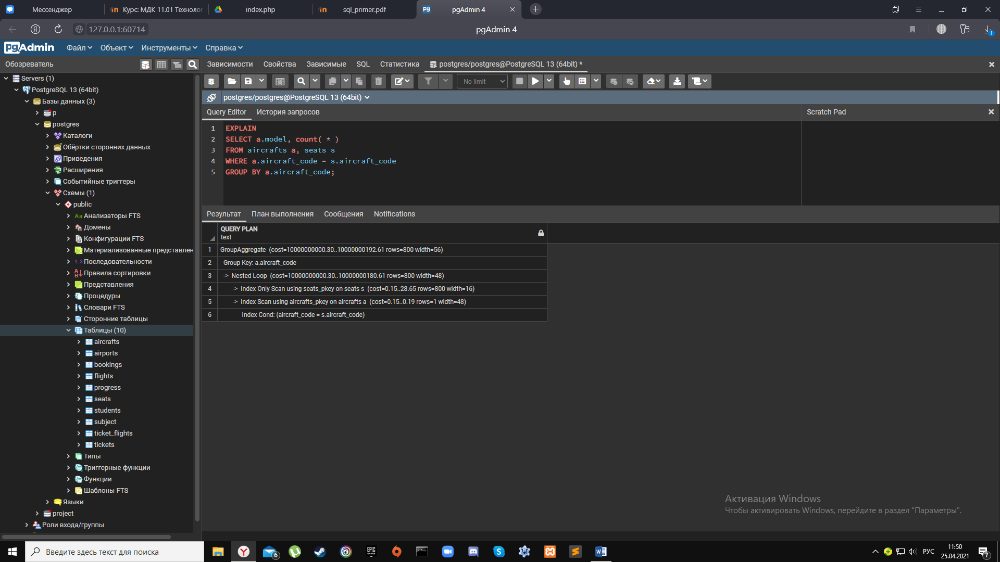 Мессенджер
Курс: МДК 11.01 Технолог
index.php
sql_primer.pdf
pgAdmin 4
127.0.0.1:60714
pgAdmin 4
1
pgAdmin
Файл
Объект
Инструменты
Справка
Обозреватель
Зависимости
Свойства
Зависимые
SQL
Статистика
postgres/postgres@PostgreSQL 13 (64bit) *
Servers (1)
PostgreSQL 13 (64bit)
Базы данных (3)
p
postgres
Каталоги
Обёртки сторонних данных
Приведения
Расширения
Событийные триггеры
Схемы (1)
public
Анализаторы FTS
Домены
Конфигурации FTS
Материализованные представлен
Последовательности
Правила сортировки
Представления
Процедуры
Словари FTS
Сторонние таблицы
Таблицы (10)
aircrafts
airports
bookings
flights
progress
seats
students
subject
ticket_flights
tickets
Типы
Триггерные функции
Функции
Шаблоны FTS
Языки
project
Роли входа/группы
No limit
postgres/postgres@PostgreSQL 13 (64bit)
Query Editor
История запросов
Scratch Pad
1 EXPLAIN
2 SELECT a.model, count( * )
3 FROM aircrafts a, seats s
4 WHERE a.aircraft_code = s.aircraft_code
5 GROUP BY a.aircraft_code;
Результат
План выполнения
Сообщения
Notifications
QUERY PLAN
text
1 GroupAggregate (cost=10000000000.30..10000000192.61 rows=800 width=56)
2 Group Key: a.aircraft_code
3 -> Nested Loop (cost=10000000000.30..10000000180.61 rows=800 width=48)
4 -> Index Only Scan using seats_pkey on seats s (cost=0.15..28.65 rows=800 width=16)
5 -> Index Scan using aircrafts_pkey on aircrafts a (cost=0.15..0.19 rows=1 width=48)
6 Index Cond: (aircraft_code = s.aircraft_code)
Активация Windows
Чтобы активировать Windows, перейдите в раздел "Параметры".
Введите здесь текст для поиска
6
EPIC
GAMES
РУС
11:50
25.04.2021
7